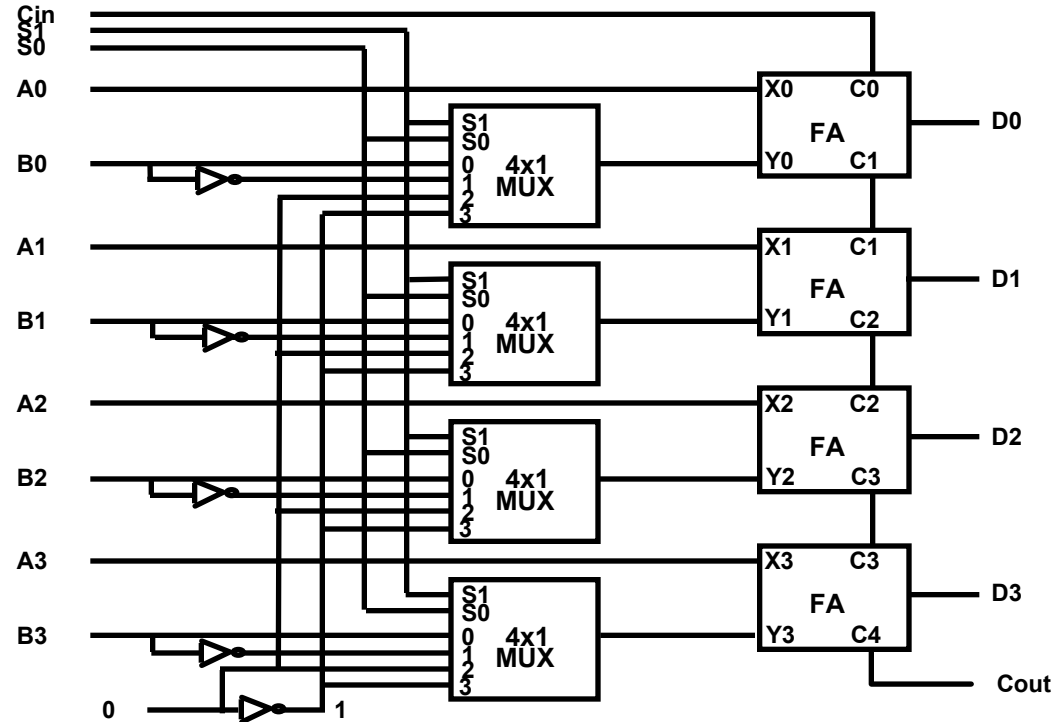 Cin
S1
S0
A0
X0 C0
D0
S1
S0
FA
B0
0
4x1
Y0 C1
1
MUX
2
3
A1
X1 C1
S1
D1
S0
FA
B1
0
4x1
Y1 C2
1
MUX
2
3
A2
X2 C2
S1
D2
S0
FA
B2
0
4x1
Y2 C3
1
MUX
2
3
A3
X3 C3
S1
D3
S0
FA
B3
0
4x1
Y3 C4
1
MUX
2
3
Cout
0
1